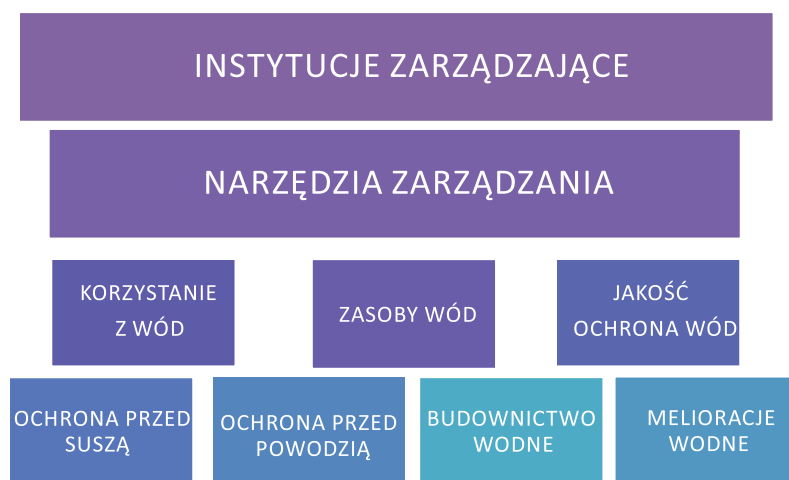 INSTYTUCJE ZARZĄDZAJĄCE
NARZĘDZIA ZARZĄDZANIA
KORZYSTANIE
Z WÓD
ZASOBY WÓD
JAKOŚĆ
OCHRONA WÓD
OCHRONA PRZED
SUSZĄ
OCHRONA PRZED
POWODZIĄ
BUDOWNICTWO
WODNE
MELIORACJE
WODNE